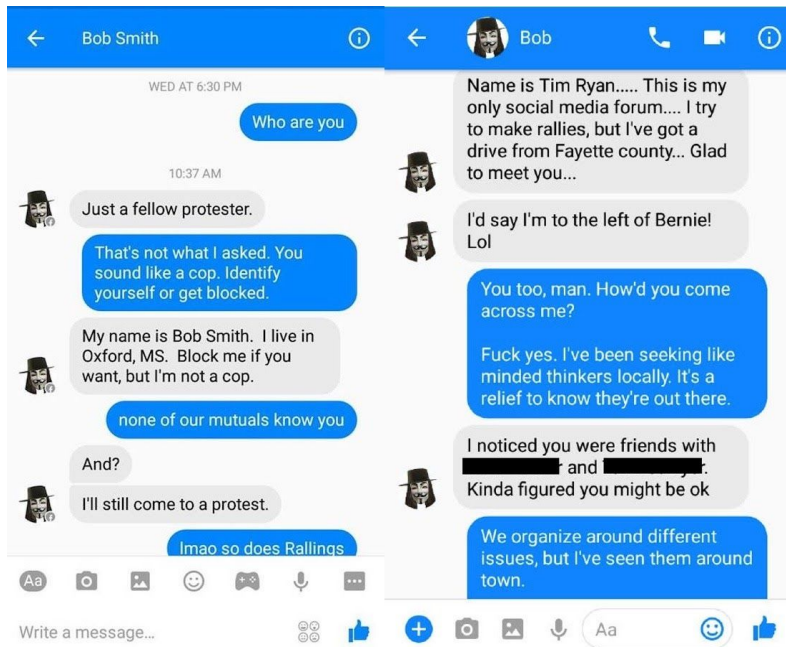 Bob Smith
WED AT 6:30 PM
Who are you
10:37 AM
Just a fellow protester.
That's not what I asked. You
sound like a cop. Identify
yourself or get blocked.
My name is Bob Smith. I live in
Oxford, MS. Block me if you
want, but I'm not a cop.
none of our mutuals know you
And?
I'll still come to a protest.
lmao so does Rallings
Aa
Write a message...
Bob
Name is Tim Ryan..... This is my
only social media forum.... I try
to make rallies, but I've got a
drive from Fayette county... Glad
to meet you...
I'd say I'm to the left of Bernie!
Lol
You too, man. How'd you come
across me?
Fuck yes. I've been seeking like
minded thinkers locally. It's a
relief to know they're out there.
I noticed you were friends with
and
Kinda figured you might be ok
We organize around different
issues, but I've seen them around
town.
Aa